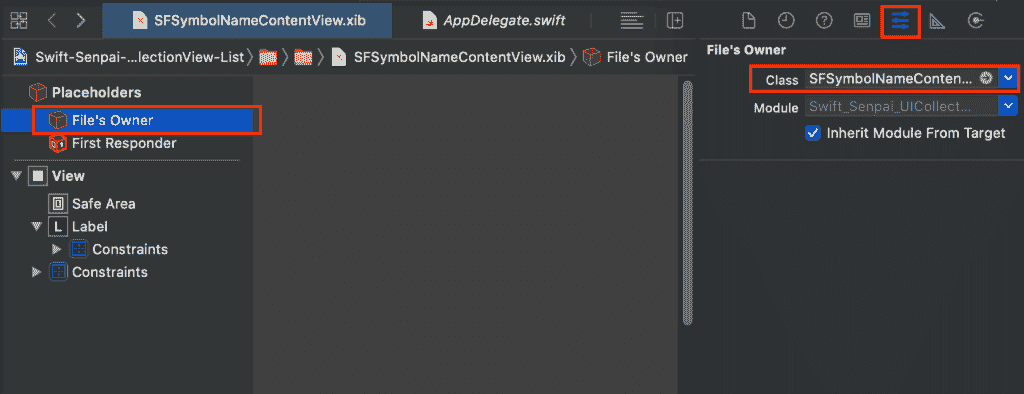 SFSymbolNameContentView.xib
AppDelegate.swift
Swift-Senpai-...lectionView-List
SFSymbolNameContentView.xib
File's Owner
Placeholders
File's Owner
First Responder
View
Safe Area
L Label
Constraints
Constraints
File's Owner
Class SFSymbolNameConten...
Module Swift_Senpai_UICollect...
Inherit Module From Target